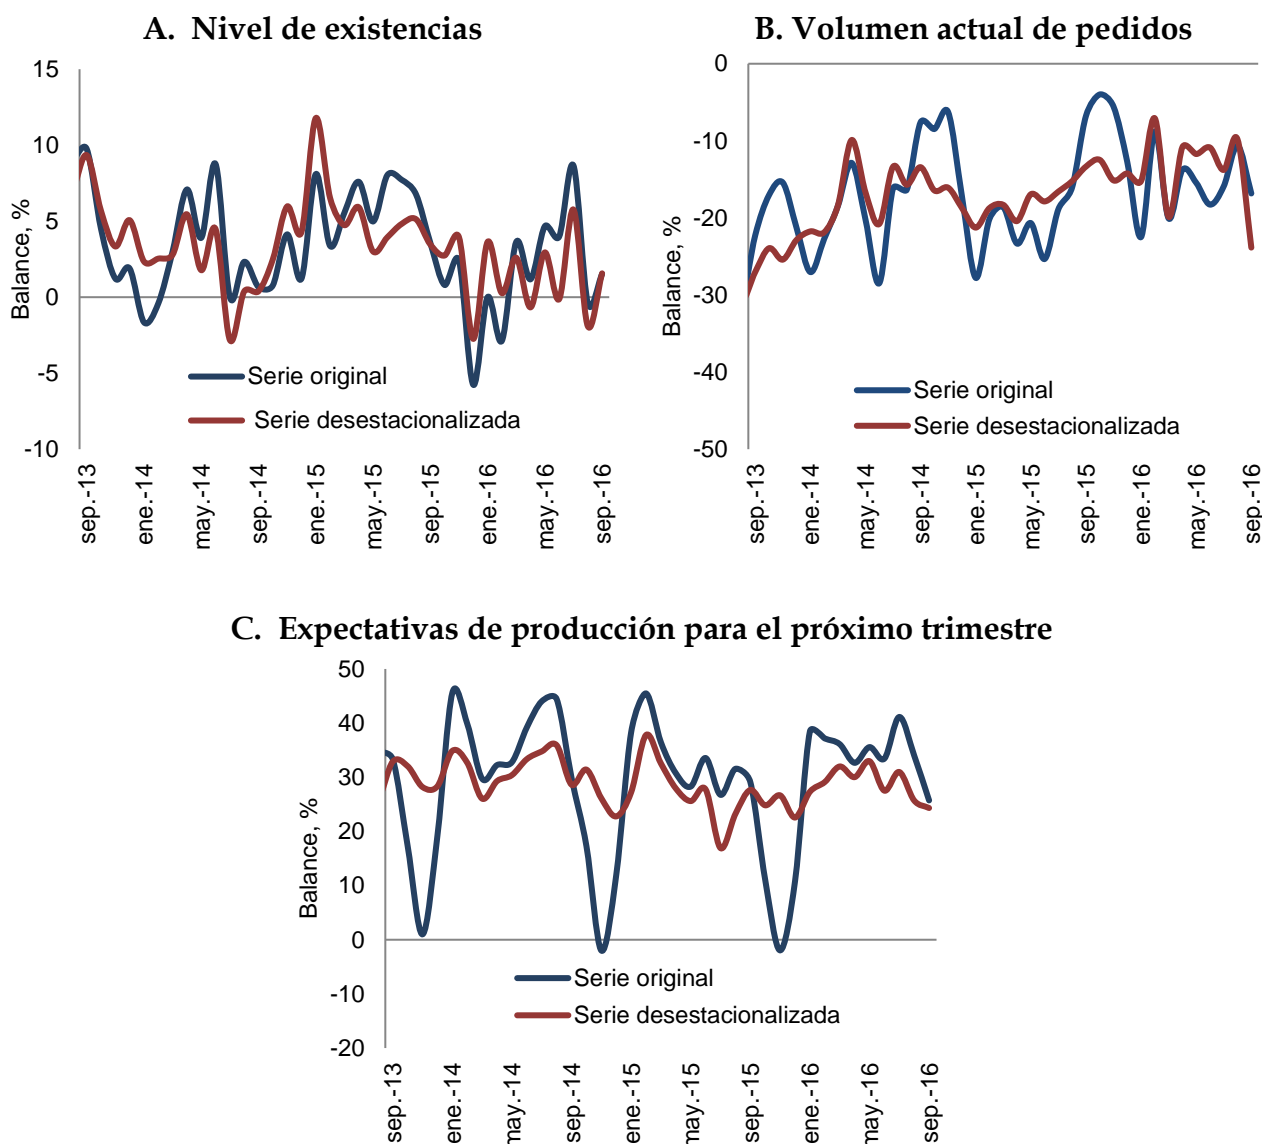 A. Nivel de existencias
15
10
5
0
-5
-10
Balance, %
Serie original
Serie desestacionalizada
sep.-13
ene.-14
may.-14
sep.-14
ene.-15
may.-15
sep.-15
ene.-16
may.-16
sep.-16
B. Volumen actual de pedidos
0
-10
-20
-30
-40
-50
Balance, %
Serie original
Serie desestacionalizada
sep.-13
ene.-14
may.-14
sep.-14
ene.-15
may.-15
sep.-15
ene.-16
may.-16
sep.-16
C. Expectativas de producción para el próximo trimestre
50
40
30
20
10
0
-10
-20
Balance, %
Serie original
Serie desestacionalizada
sep.-13
ene.-14
may.-14
sep.-14
ene.-15
may.-15
sep.-15
ene.-16
may.-16
sep.-16